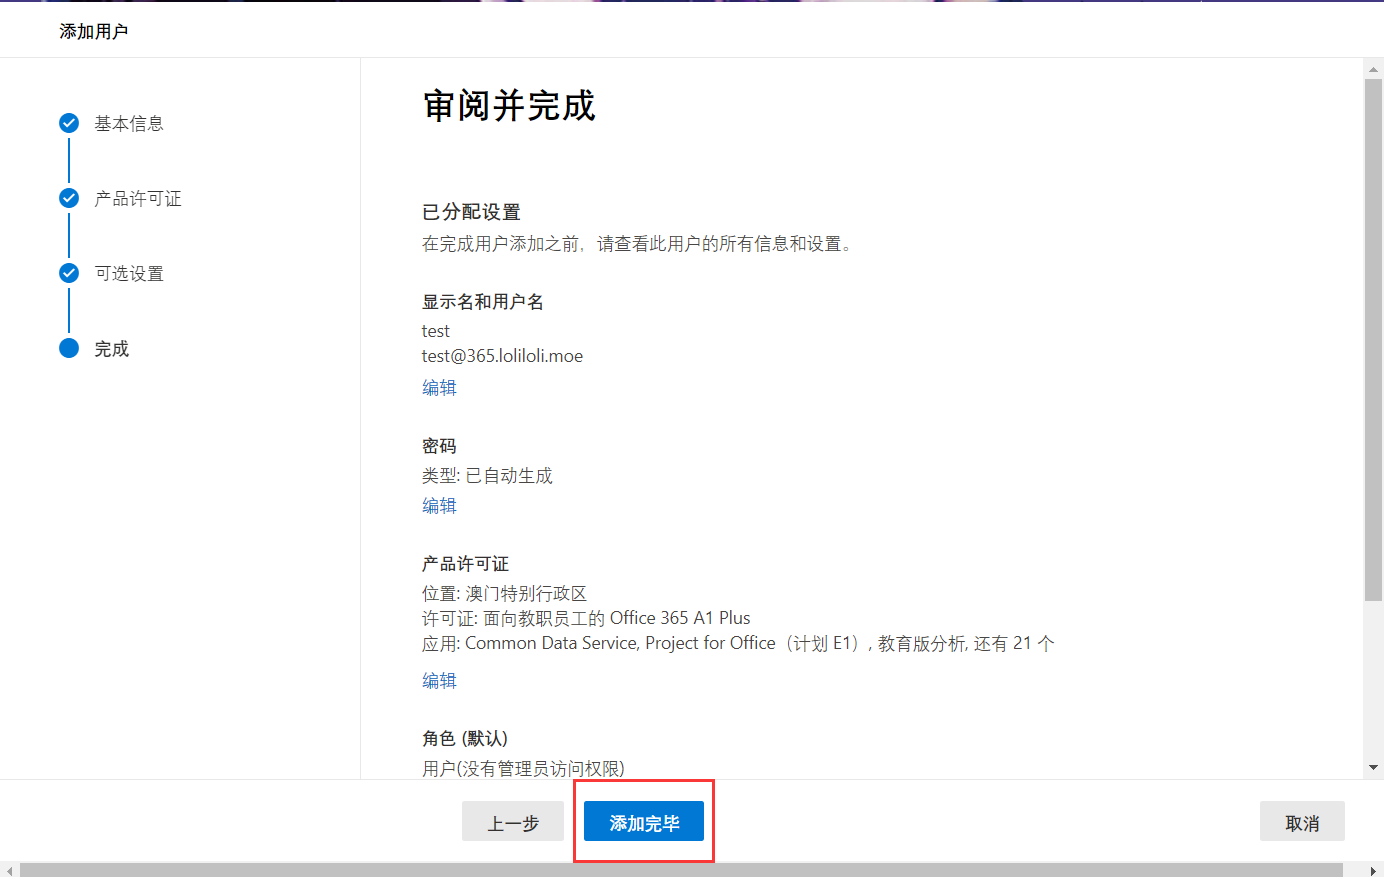 添加用户
基本信息
产品许可证
可选设置
完成
审阅并完成
已分配设置
在完成用户添加之前，请查看此用户的所有信息和设置。
显示名和用户名
test
test@365.loliloli.moe
编辑
密码
类型: 已自动生成
编辑
产品许可证
位置: 澳门特别行政区
许可证: 面向教职员工的 Office 365 A1 Plus
应用: Common Data Service, Project for Office（计划 E1）, 教育版分析, 还有 21 个
编辑
角色 (默认)
用户(没有管理员访问权限)
上一步
添加完毕
取消